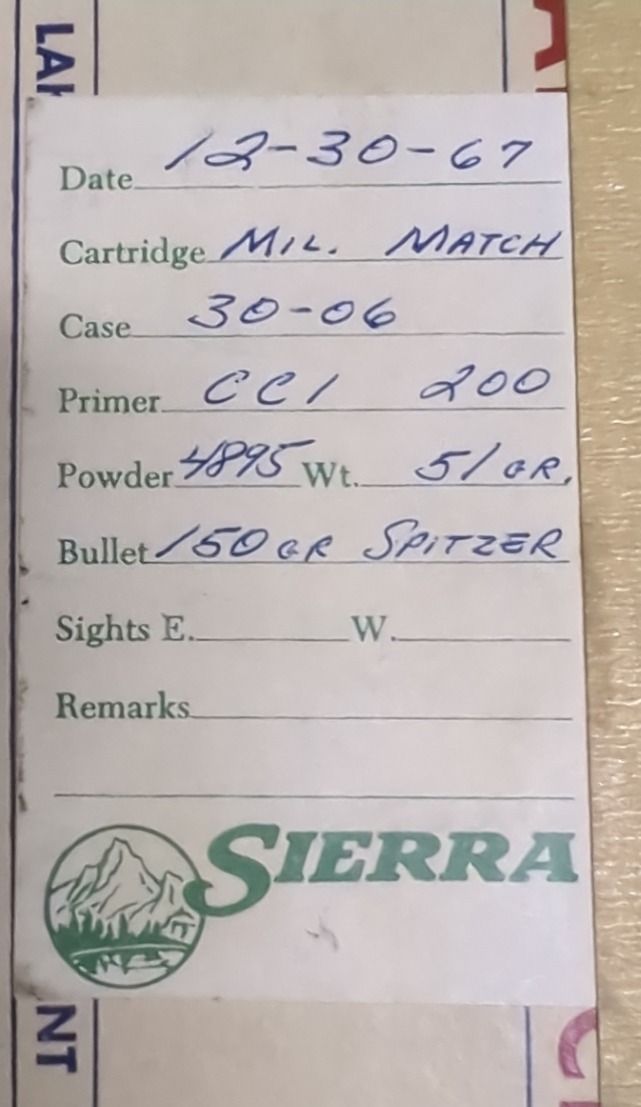 LA
Date 12-30-67
Cartridge MIL. MATCH
Case 30-06
Primer CCI 200
Powder 4895 Wt. 51 GR.
Bullet 150 GR SPITZER
Sights E. W.
Remarks
SIERRA
NT